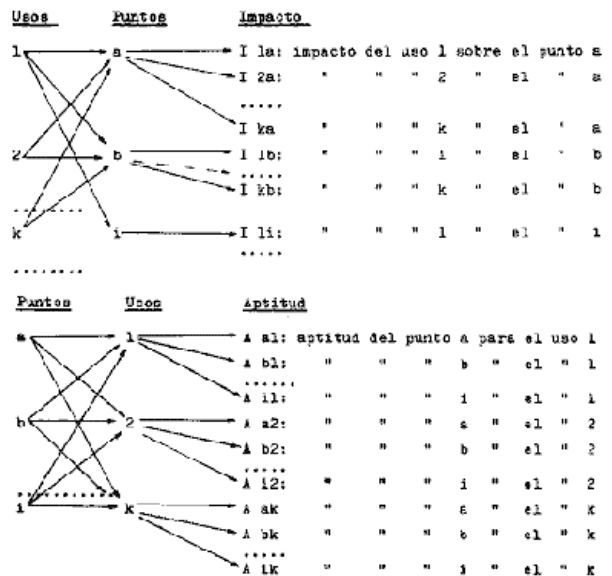 Usos Puntos Impacto
1 a I 1a: impacto del uso 1 sobre el punto a
I 2a: " " " 2 " el " a
.....
I ka " " " k " el " a
2 b I 1b: " " " i " el " b
.....
I kb: " " " k " el " b
..........
k i I 1i: " " " 1 " el " i
.....
.........
Puntos Usos Aptitud
a 1 A a1: aptitud del punto a para el uso 1
A b1: " " " b " el " 1
......
A i1: " " " i " el " 1
b 2 A a2: " " " a " el " 2
A b2: " " " b " el " 2
.....
A i2: " " " i " el " 2
...............
i k A ak " " " a " el " k
A bk " " " b " el " k
.....
A ik " " " i " el " k